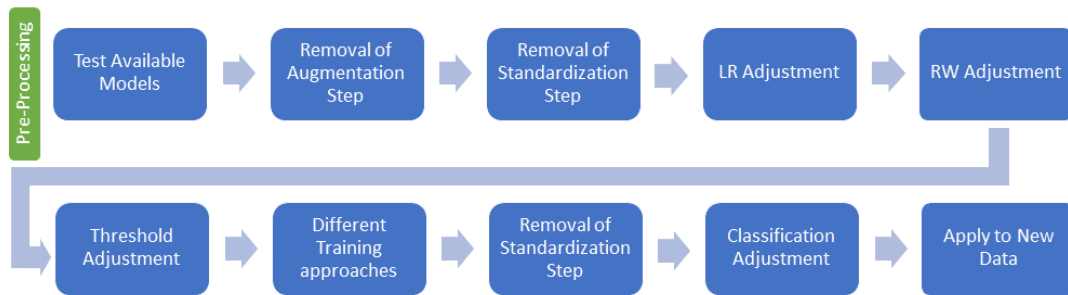 Pre-Processing
Test Available
Models
Removal of
Augmentation
Step
Removal of
Standardization
Step
LR Adjustment
RW Adjustment
Threshold
Adjustment
Different
Training
approaches
Removal of
Standardization
Step
Classification
Adjustment
Apply to New
Data